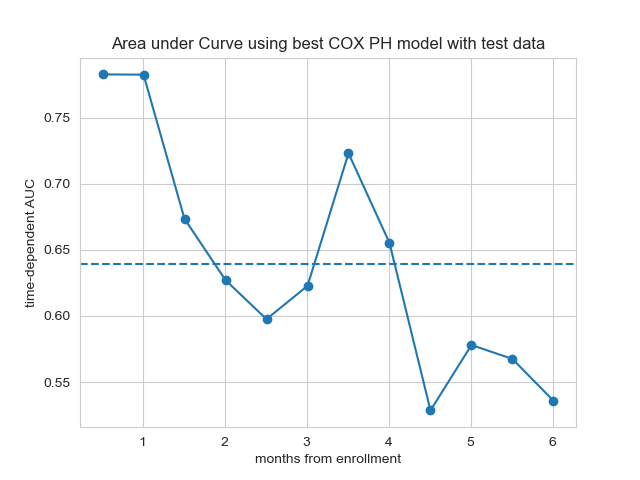 Area under Curve using best COX PH model with test data
time-dependent AUC
0.75
0.70
0.65
0.60
0.55
1 2 3 4 5 6
months from enrollment